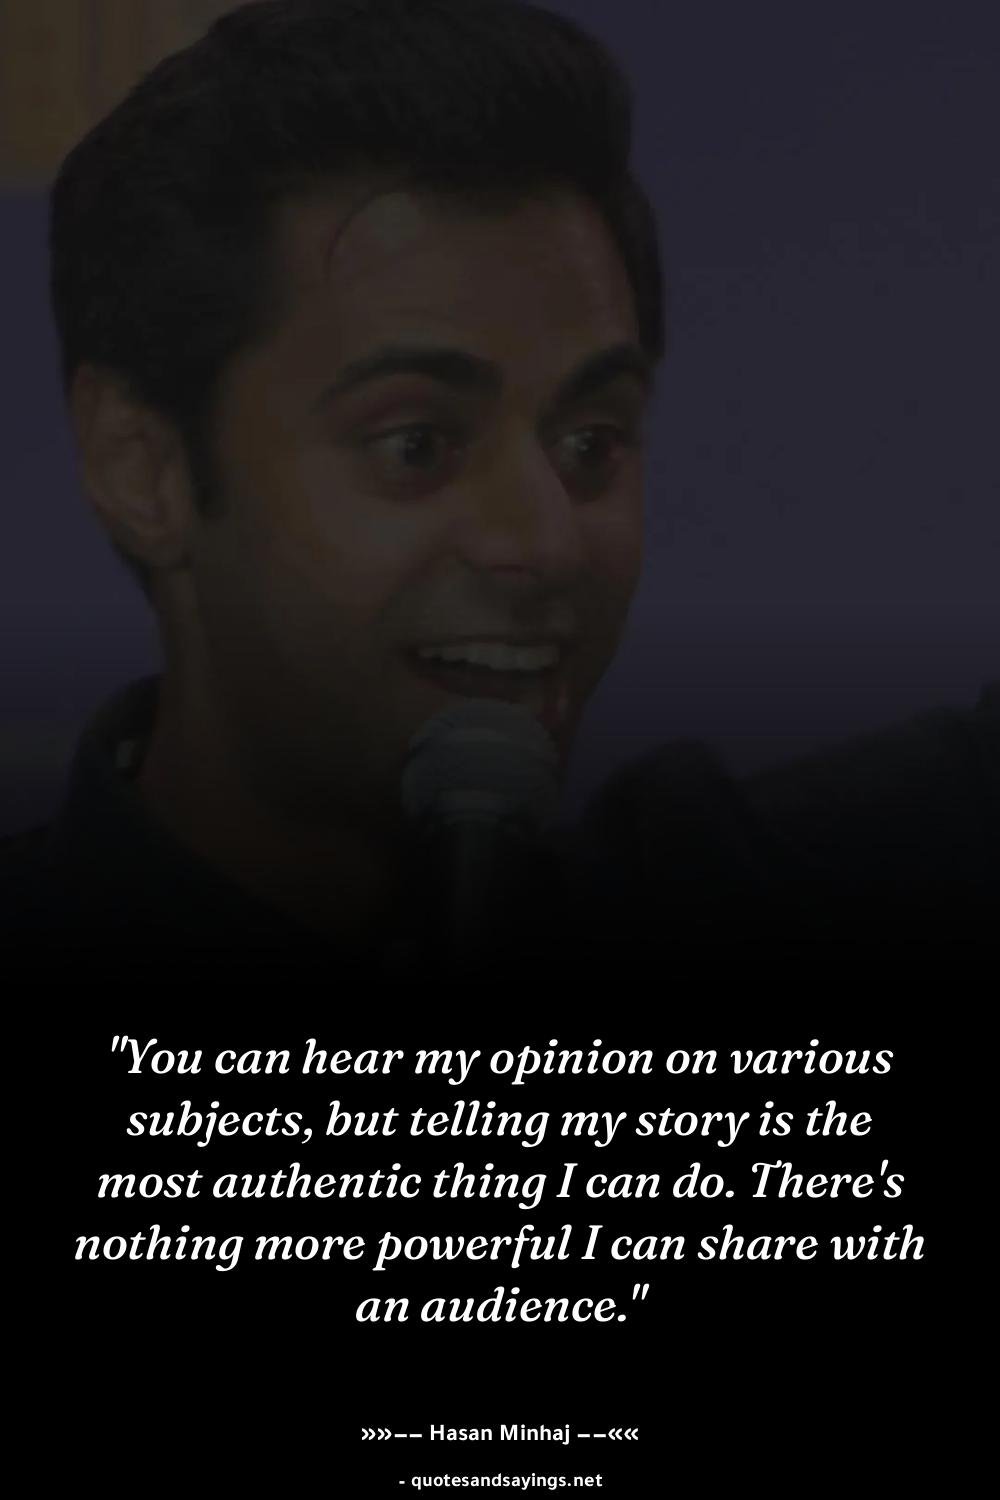 "You can hear my opinion on various
subjects, but telling my story is the
most authentic thing I can do. There's
nothing more powerful I can share with
an audience."
»»−− Hasan Minhaj −−««
- quotesandsayings.net